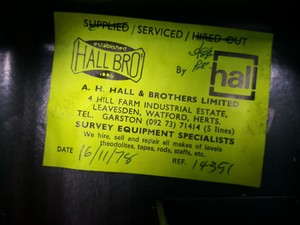 SUPPLIED / SERVICED / HIRED OUT
established
HALL BRO
By
hall
A. H. HALL & BROTHERS LIMITED
4 HILL FARM INDUSTRIAL ESTATE,
LEAVESDEN, WATFORD, HERTS.
TEL. GARSTON (092 73) 71414 (5 lines)
SURVEY EQUIPMENT SPECIALISTS
We hire, sell and repair all makes of levels
theodolites, tapes, rods, staffs, etc.
DATE 16/11/78 REF. 14351